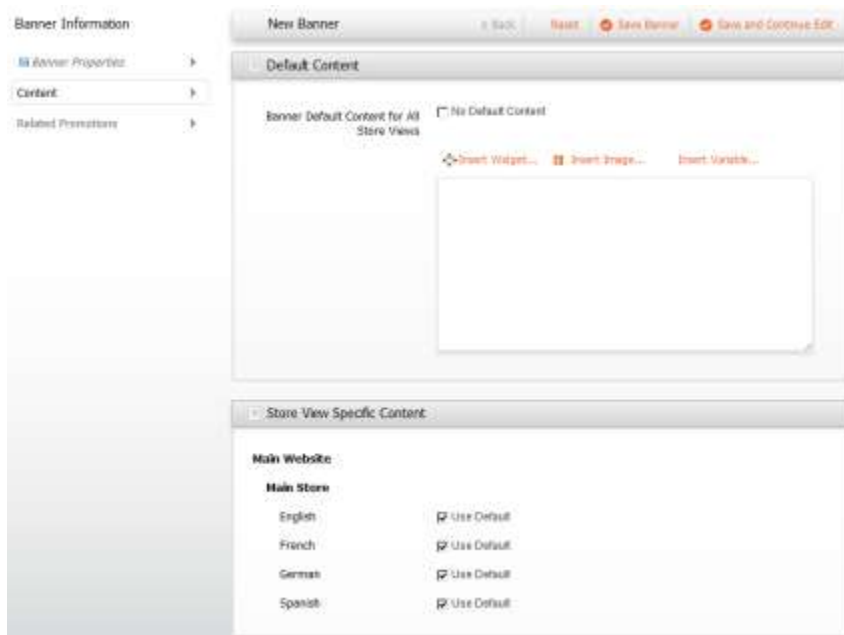 Banner Information
Banner Properties
Content
Related Promotions
New Banner
Back Reset Save Banner Save and Continue Edit
Default Content
Banner Default Content for All
Store Views
No Default Content
Insert Widget... Insert Image... Insert Variable...
Store View Specific Content
Main Website
Main Store
English Use Default
French Use Default
German Use Default
Spanish Use Default